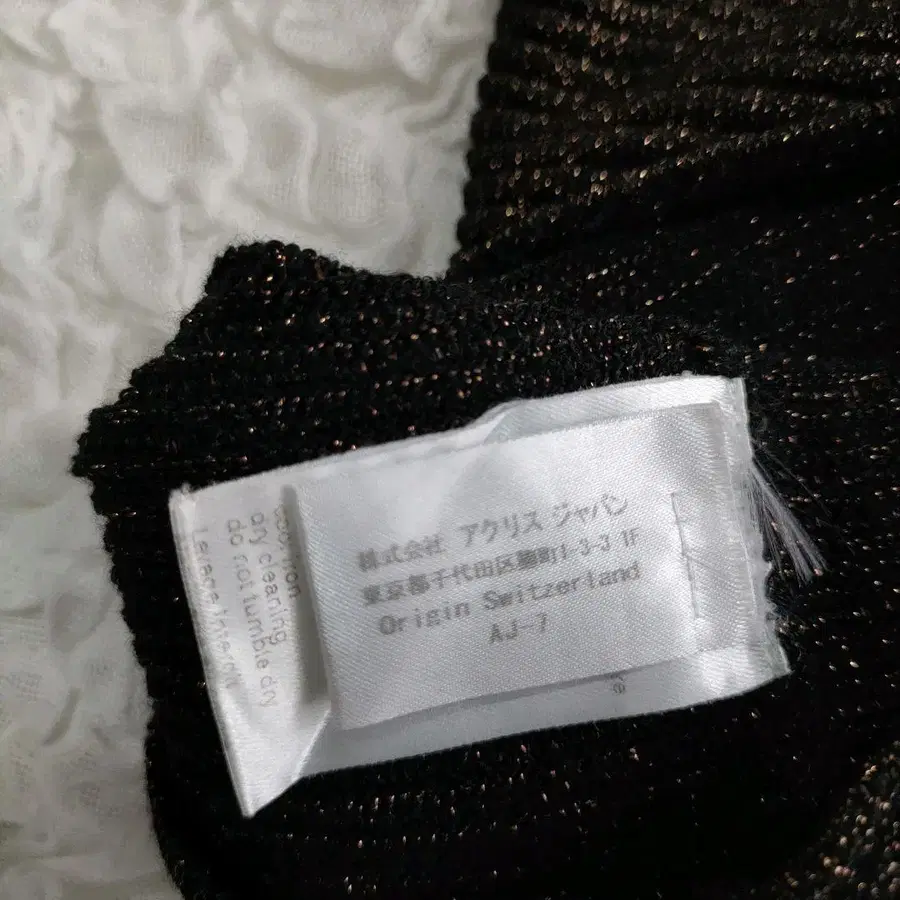 株式会社 アクリス ジャパン
東京都千代田区麹町1-3-3 1F
Origin Switzerland
AJ-7
iron
dry cleaning
do not tumble dry